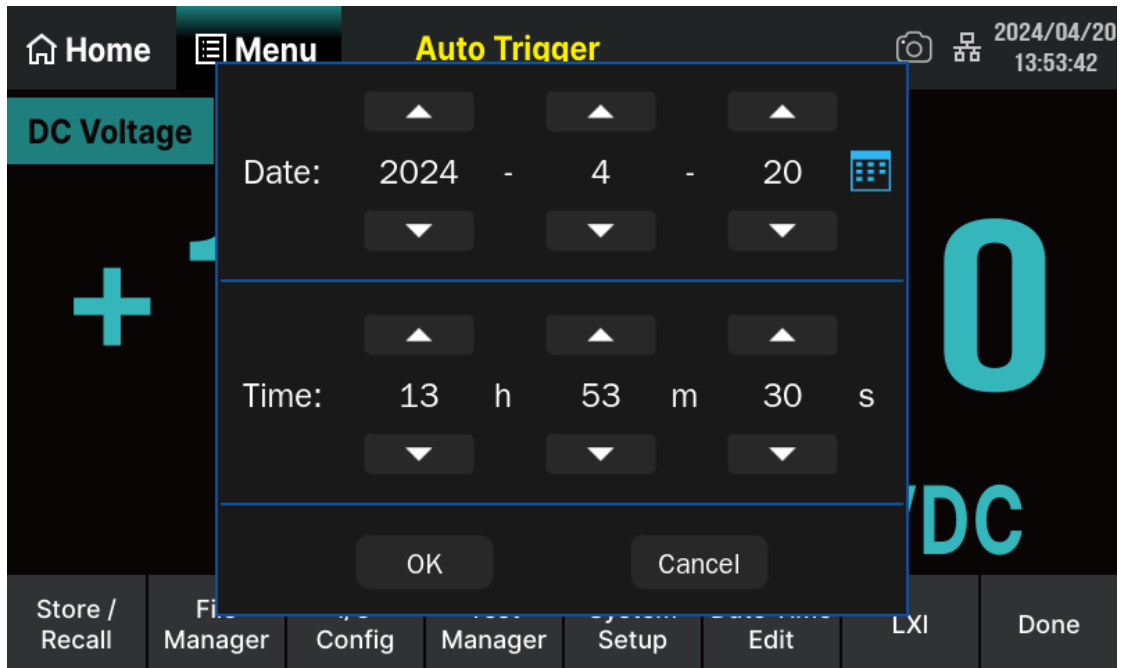 Home
Menu
Auto Trigger
2024/04/20
13:53:42
DC Voltage
Date: 2024 - 4 - 20
+
0
Time: 13 h 53 m 30 s
DC
OK Cancel
Store /
Recall
Manager
Config
Manager
Setup
Edit
LXI
Done